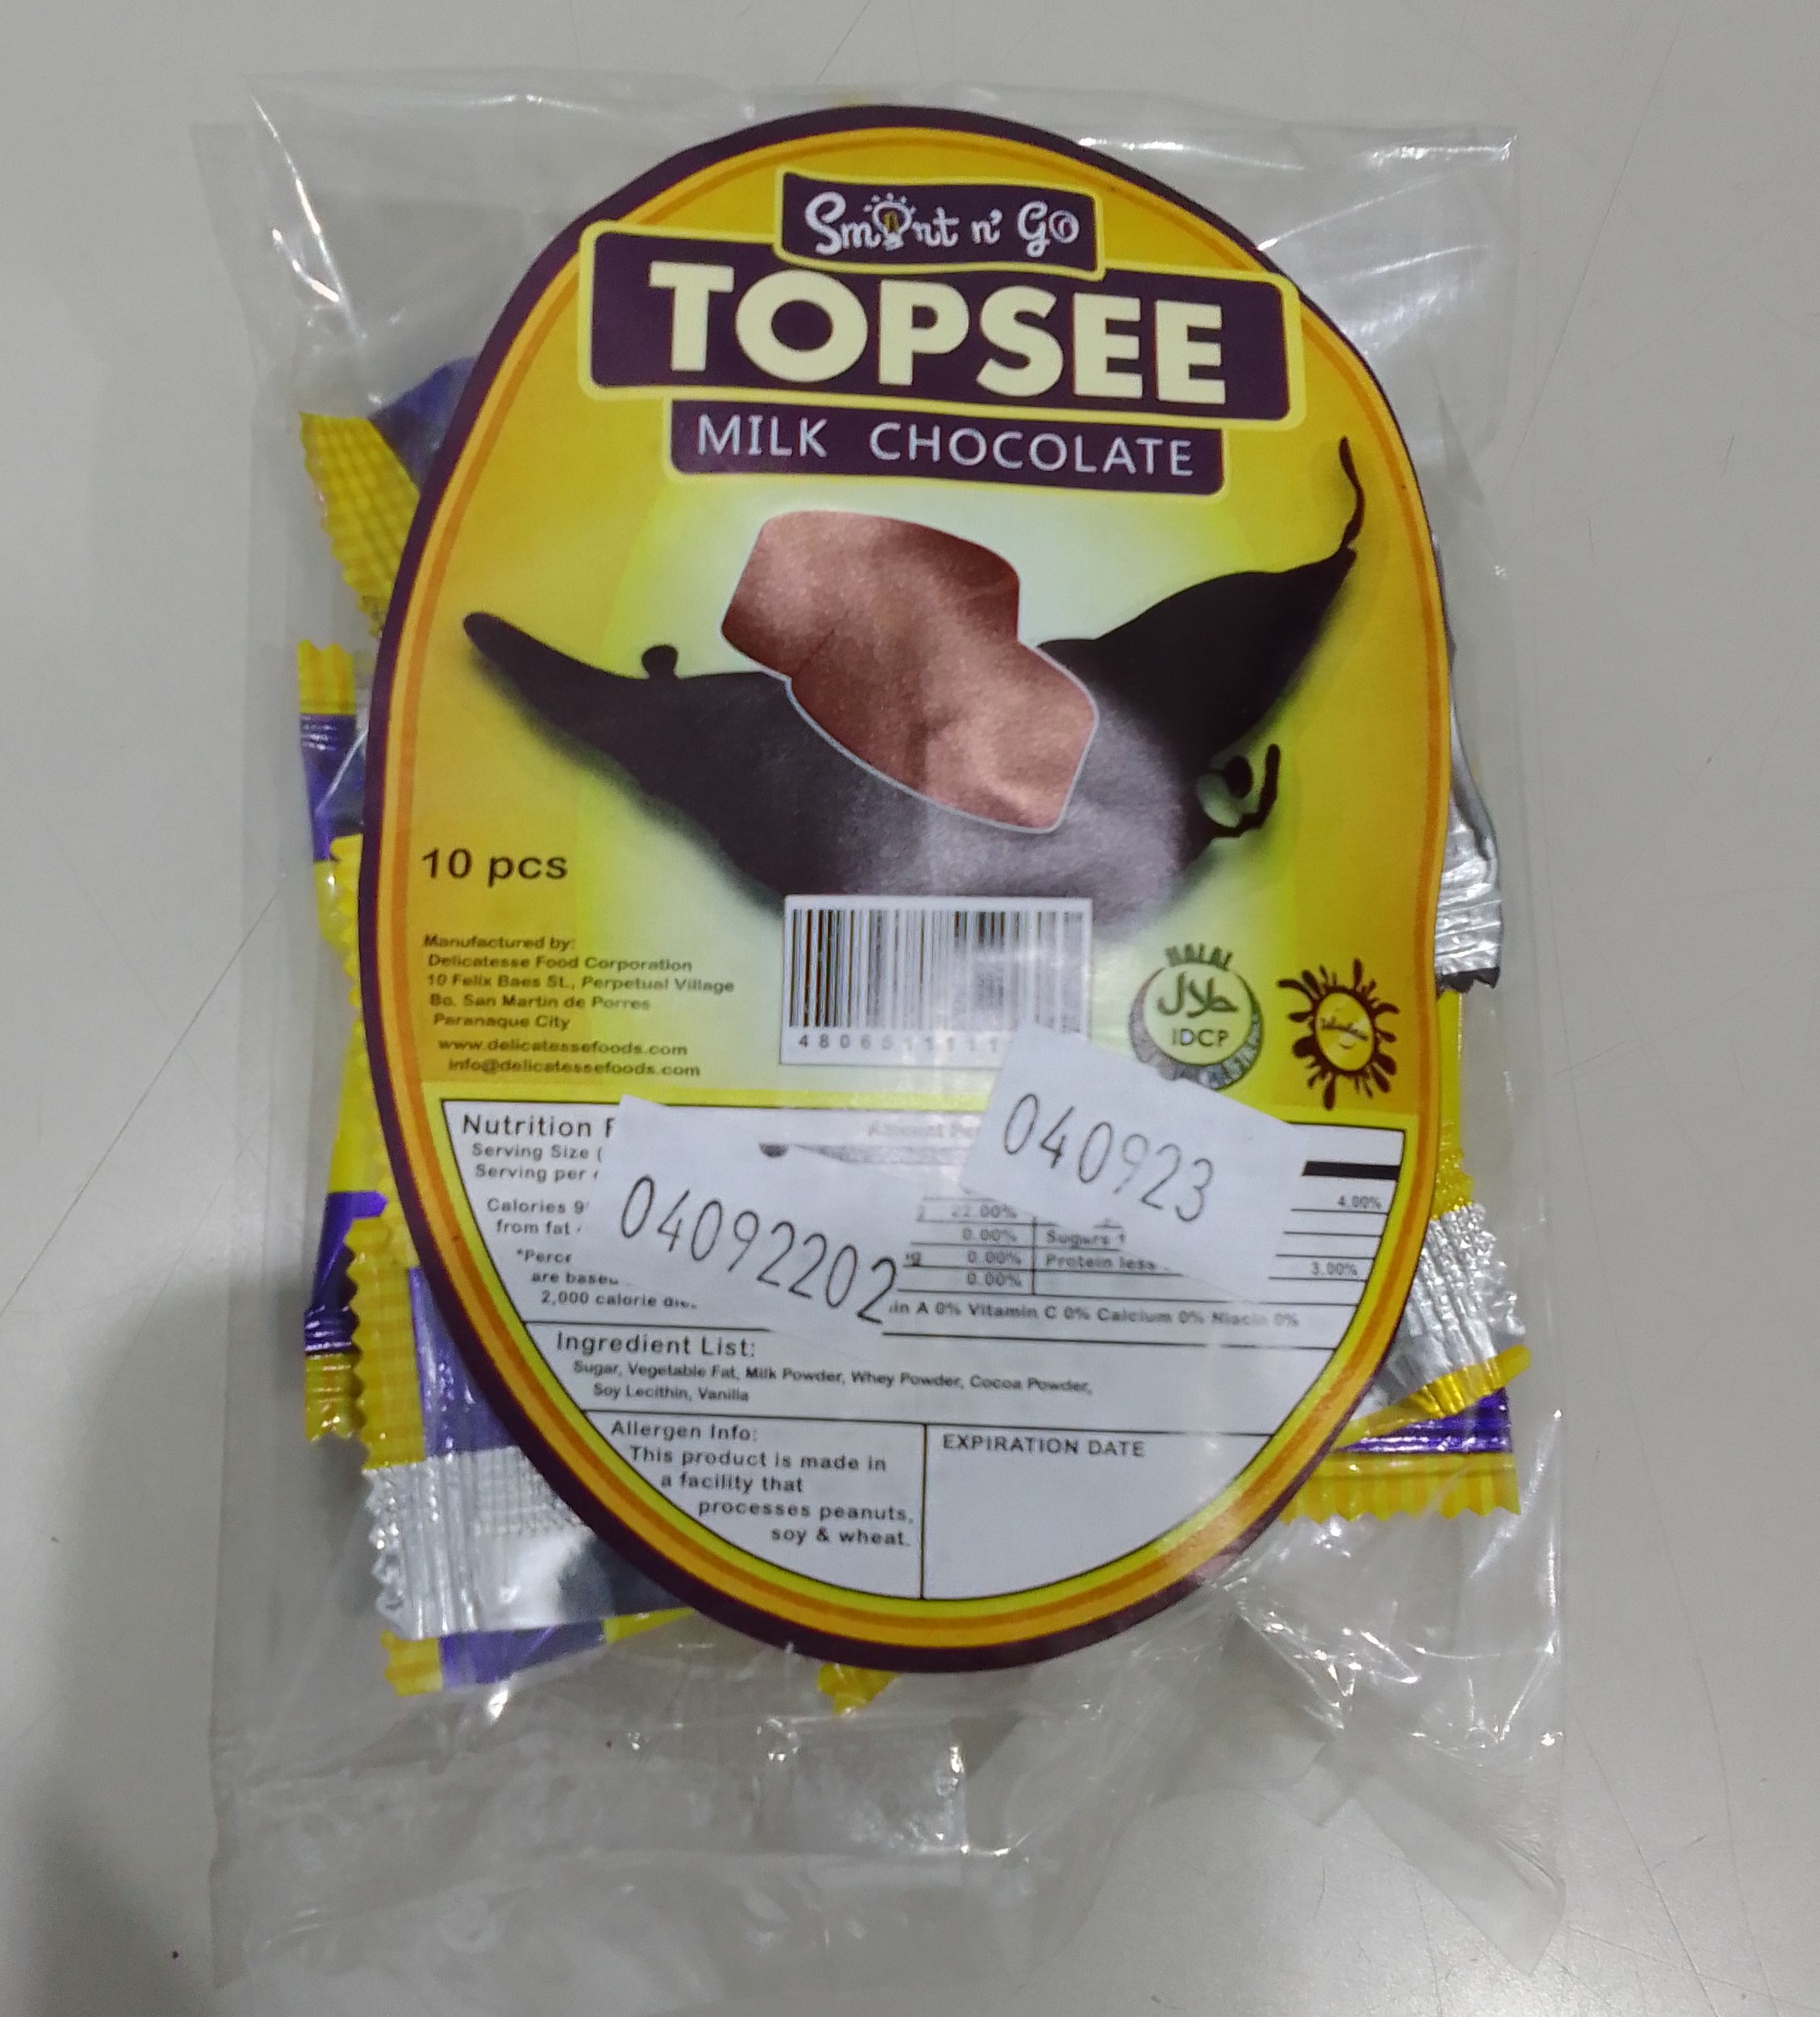 Smart n' Go
TOPSEE
MILK CHOCOLATE
10 pcs
Manufactured by:
Delicatesse Food Corporation
10 Felix Baes St., Perpetual Village
Bo. San Martin de Porres
Paranaque City
www.delicatessefoods.com
info@delicatessefoods.com
HALAL
حلال
IDCP
040923
04092202
Nutrition F
Serving Size (
Serving per
Calories 9
from fat
*Perce
are based
2,000 calorie die
4.00%
22.00%
0.00% Sugars
0.00% Protein less
3.00%
0.00%
in A 0% Vitamin C 0% Calcium 0% Niacin 0%
Ingredient List:
Sugar, Vegetable Fat, Milk Powder, Whey Powder, Cocoa Powder,
Soy Lecithin, Vanilla
Allergen Info:
This product is made in
a facility that
processes peanuts,
soy & wheat.
EXPIRATION DATE